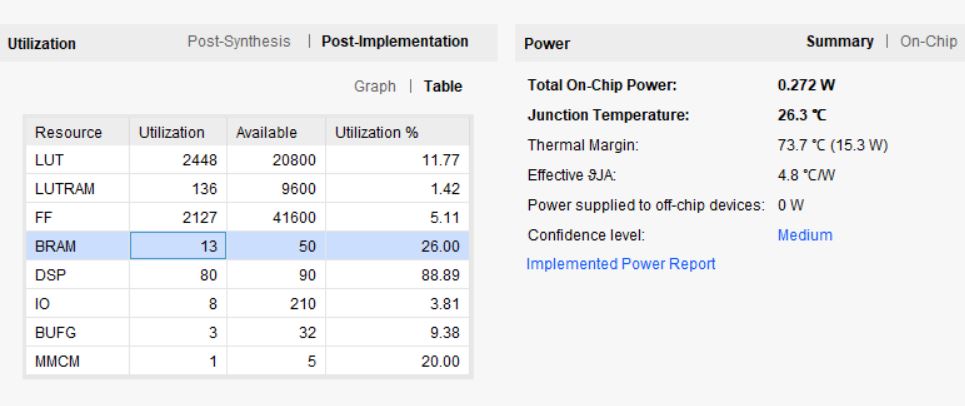 Utilization Post-Synthesis | Post-Implementation
Graph | Table
Resource Utilization Available Utilization %
LUT 2448 20800 11.77
LUTRAM 136 9600 1.42
FF 2127 41600 5.11
BRAM 13 50 26.00
DSP 80 90 88.89
IO 8 210 3.81
BUFG 3 32 9.38
MMCM 1 5 20.00
Power Summary | On-Chip
Total On-Chip Power: 0.272 W
Junction Temperature: 26.3 °C
Thermal Margin: 73.7 °C (15.3 W)
Effective ϑJA: 4.8 °C/W
Power supplied to off-chip devices: 0 W
Confidence level: Medium
Implemented Power Report